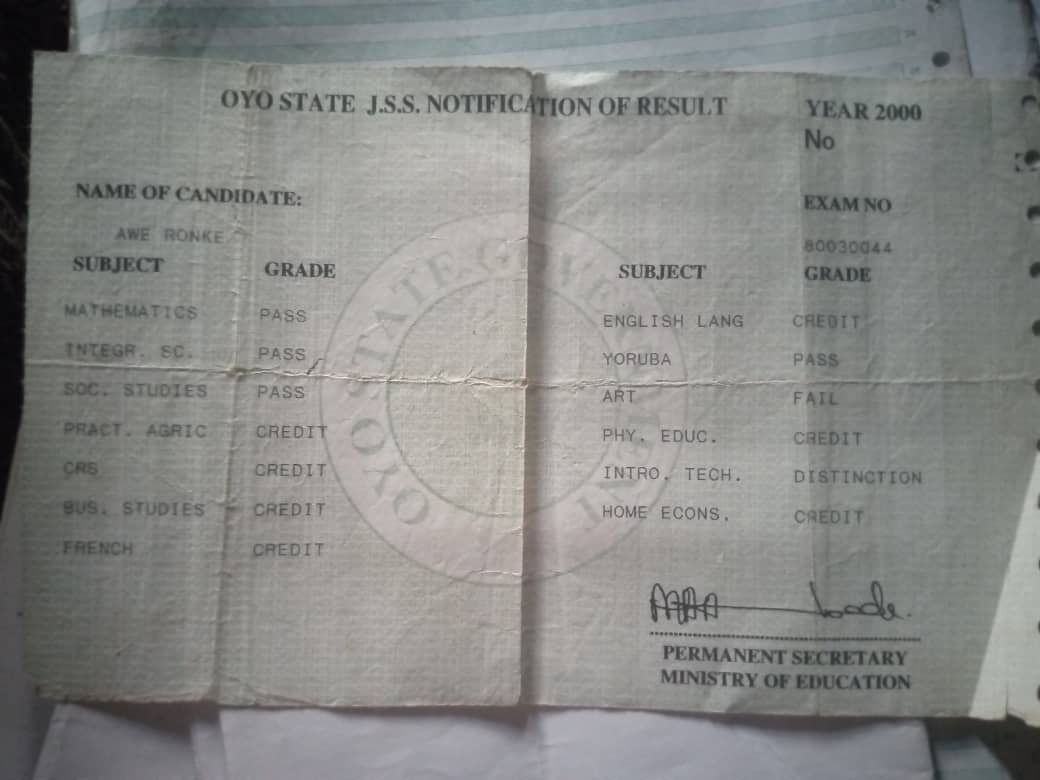 OYO STATE J.S.S. NOTIFICATION OF RESULT YEAR 2000
No
NAME OF CANDIDATE: EXAM NO
AWE RONKE 80030044
SUBJECT GRADE SUBJECT GRADE
MATHEMATICS PASS ENGLISH LANG CREDIT
INTEGR. SC. PASS YORUBA PASS
SOC. STUDIES PASS ART FAIL
PRACT. AGRIC CREDIT PHY. EDUC. CREDIT
CRS CREDIT INTRO. TECH. DISTINCTION
BUS. STUDIES CREDIT HOME ECONS. CREDIT
FRENCH CREDIT
OYO STATE GOVERNMENT
PERMANENT SECRETARY
MINISTRY OF EDUCATION